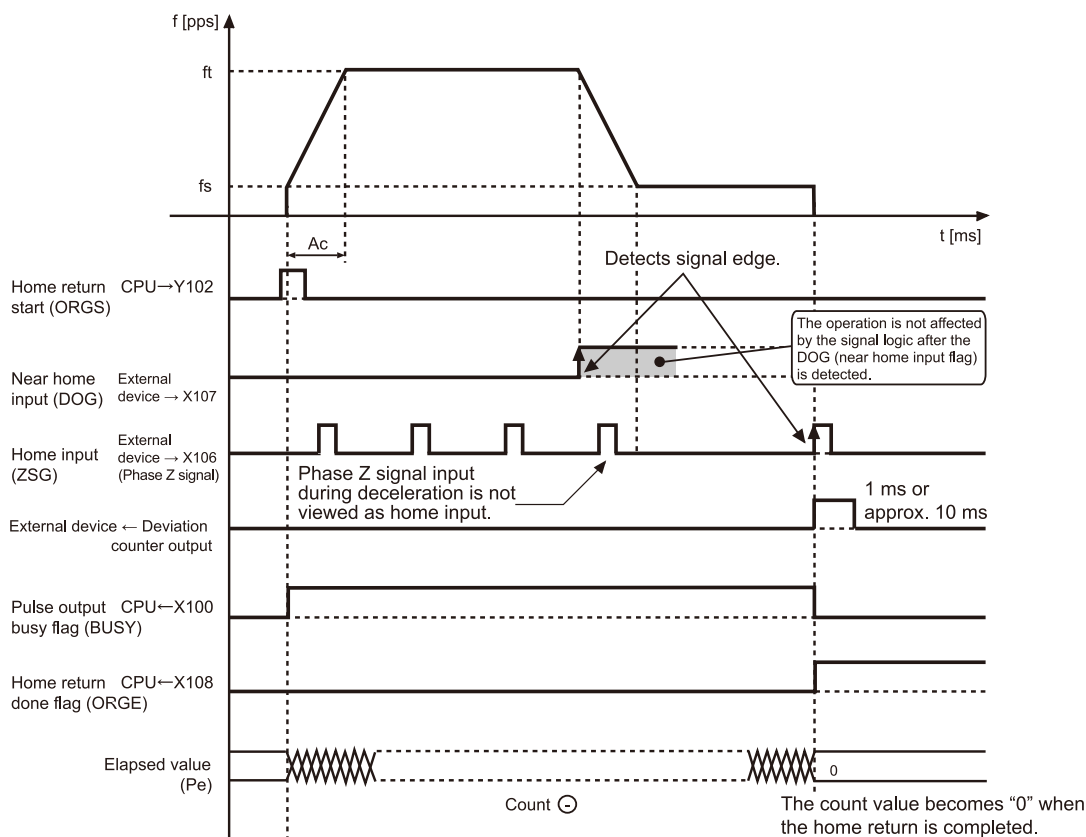 f [pps]
ft
fs
t [ms]
Ac
Home return
start (ORGS)
CPU→Y102
Detects signal edge.
The operation is not affected
by the signal logic after the
DOG (near home input flag)
is detected.
Near home
input (DOG)
External
device → X107
Home input
(ZSG)
External
device → X106
(Phase Z signal)
Phase Z signal input
during deceleration is not
viewed as home input.
1 ms or
approx. 10 ms
External device ← Deviation
counter output
Pulse output
busy flag (BUSY)
CPU←X100
Home return
done flag (ORGE)
CPU←X108
Elapsed value
(Pe)
0
Count ⊖
The count value becomes “0” when
the home return is completed.